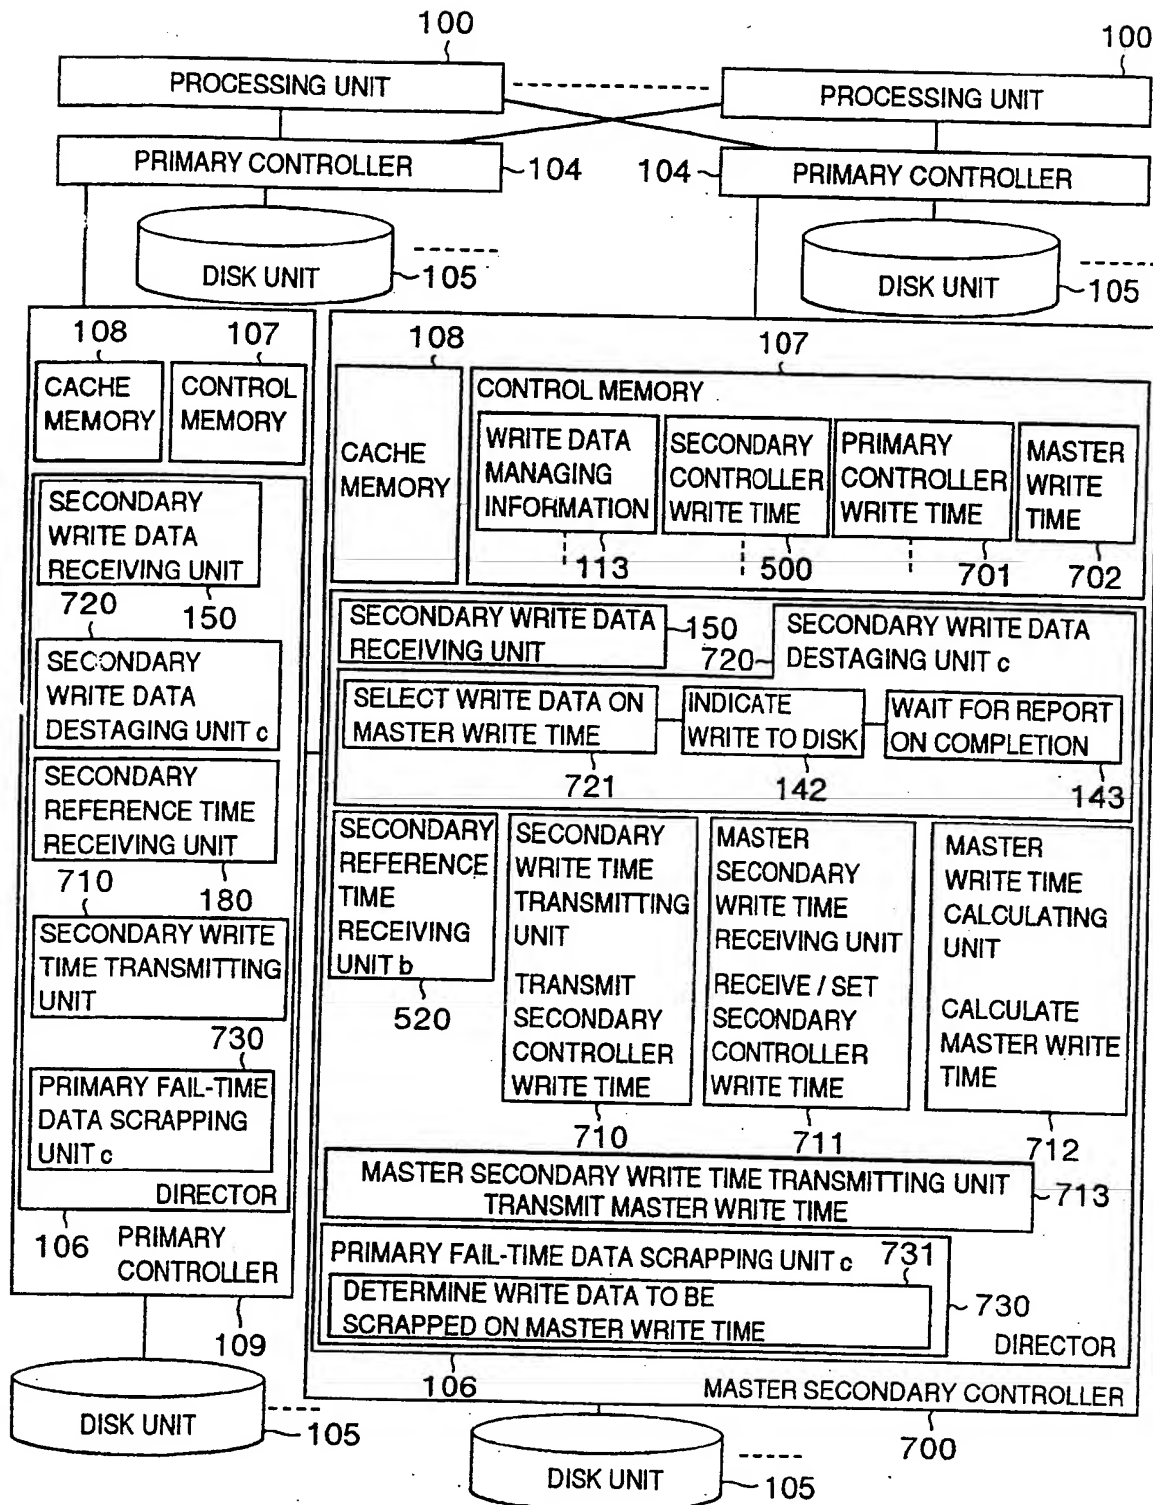 100
100
PROCESSING UNIT
PROCESSING UNIT
PRIMARY CONTROLLER
104
104
PRIMARY CONTROLLER
DISK UNIT
105
DISK UNIT
105
108
107
CACHE
MEMORY
CONTROL
MEMORY
SECONDARY
WRITE DATA
RECEIVING UNIT
720
150
SECONDARY
WRITE DATA
DESTAGING UNIT c
SECONDARY
REFERENCE TIME
RECEIVING UNIT
710
180
SECONDARY WRITE
TIME TRANSMITTING
UNIT
730
PRIMARY FAIL-TIME
DATA SCRAPPING
UNIT c
DIRECTOR
106
PRIMARY
CONTROLLER
109
DISK UNIT
105
108
107
CACHE
MEMORY
CONTROL MEMORY
WRITE DATA
MANAGING
INFORMATION
113
SECONDARY
CONTROLLER
WRITE TIME
500
PRIMARY
CONTROLLER
WRITE TIME
701
MASTER
WRITE
TIME
702
SECONDARY WRITE DATA
RECEIVING UNIT
150
720
SECONDARY WRITE DATA
DESTAGING UNIT c
SELECT WRITE DATA ON
MASTER WRITE TIME
721
INDICATE
WRITE TO DISK
142
WAIT FOR REPORT
ON COMPLETION
143
SECONDARY
REFERENCE
TIME
RECEIVING
UNIT b
520
SECONDARY
WRITE TIME
TRANSMITTING
UNIT
TRANSMIT
SECONDARY
CONTROLLER
WRITE TIME
710
MASTER
SECONDARY
WRITE TIME
RECEIVING UNIT
RECEIVE / SET
SECONDARY
CONTROLLER
WRITE TIME
711
MASTER
WRITE TIME
CALCULATING
UNIT
CALCULATE
MASTER WRITE
TIME
712
MASTER SECONDARY WRITE TIME TRANSMITTING UNIT
TRANSMIT MASTER WRITE TIME
713
PRIMARY FAIL-TIME DATA SCRAPPING UNIT c
731
DETERMINE WRITE DATA TO BE
SCRAPPED ON MASTER WRITE TIME
730
DIRECTOR
106
MASTER SECONDARY CONTROLLER
700
DISK UNIT
105